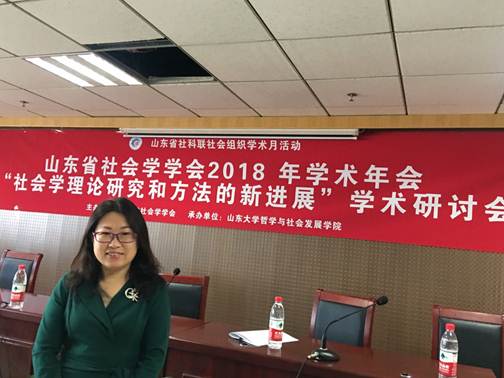 山东省社科联社会组织学术月活动
山东省社会学学会2018 年学术年会
“社会学理论研究和方法的新进展”学术研讨会
主 社会学学会 承办单位：山东大学哲学与社会发展学院